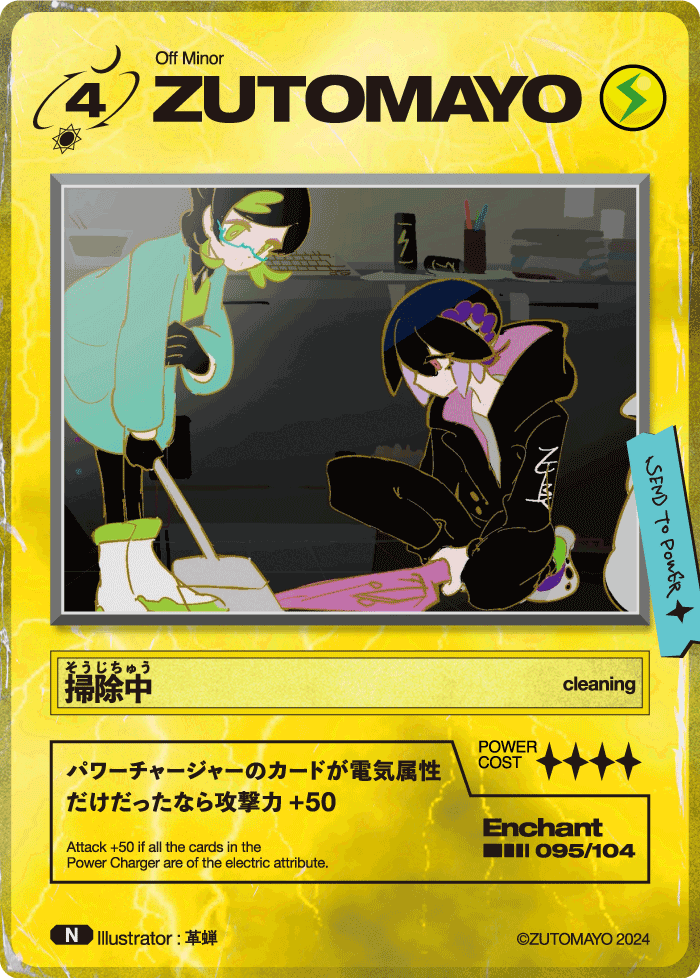 Off Minor
4
ZUTOMAYO
SEND TO POWER
そうじちゅう
掃除中
cleaning
パワーチャージャーのカードが電気属性
だけだったなら攻撃力 +50
Attack +50 if all the cards in the
Power Charger are of the electric attribute.
POWER
COST
Enchant
095/104
N
Illustrator : 革蝉
©ZUTOMAYO 2024